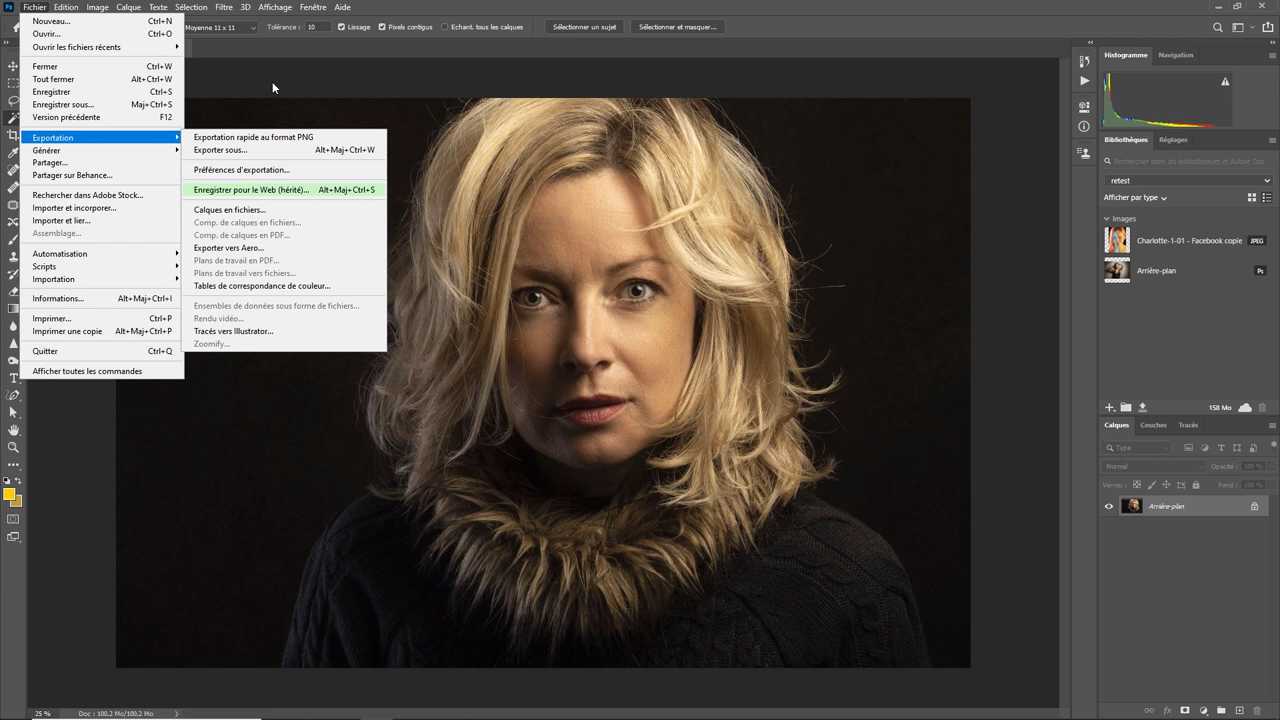 Ps Fichier Edition Image Calque Texte Sélection Filtre 3D Affichage Fenêtre Aide
Moyenne 11 x 11 Tolérance : 10 Lissage Pixels contigus Echant. tous les calques Sélectionner un sujet Sélectionner et masquer...
Nouveau... Ctrl+N
Ouvrir... Ctrl+O
Ouvrir les fichiers récents
Fermer Ctrl+W
Tout fermer Alt+Ctrl+W
Enregistrer Ctrl+S
Enregistrer sous... Maj+Ctrl+S
Version précédente F12
Exportation
Générer
Partager...
Partager sur Behance...
Rechercher dans Adobe Stock...
Importer et incorporer...
Importer et lier...
Assemblage...
Automatisation
Scripts
Importation
Informations... Alt+Maj+Ctrl+I
Imprimer... Ctrl+P
Imprimer une copie Alt+Maj+Ctrl+P
Quitter Ctrl+Q
Afficher toutes les commandes
Exportation rapide au format PNG
Exporter sous... Alt+Maj+Ctrl+W
Préférences d'exportation...
Enregistrer pour le Web (hérité)... Alt+Maj+Ctrl+S
Calques en fichiers...
Comp. de calques en fichiers...
Comp. de calques en PDF...
Exporter vers Aero...
Plans de travail en PDF...
Plans de travail vers fichiers...
Tables de correspondance de couleur...
Ensembles de données sous forme de fichiers...
Rendu vidéo...
Tracés vers Illustrator...
Zoomify...
Histogramme Navigation
Bibliothèques Réglages
Rechercher dans les bibliothèques et Adobe Stoc
retest
Afficher par type
Images
Charlotte-1-01 - Facebook copie JPEG
Arrière-plan Ps
158 Mo
Calques Couches Tracés
Type
Normal Opacité : 100 %
Verrou : Fond : 100 %
Arrière-plan
25 % Doc : 100,2 Mo/100,2 Mo
fx